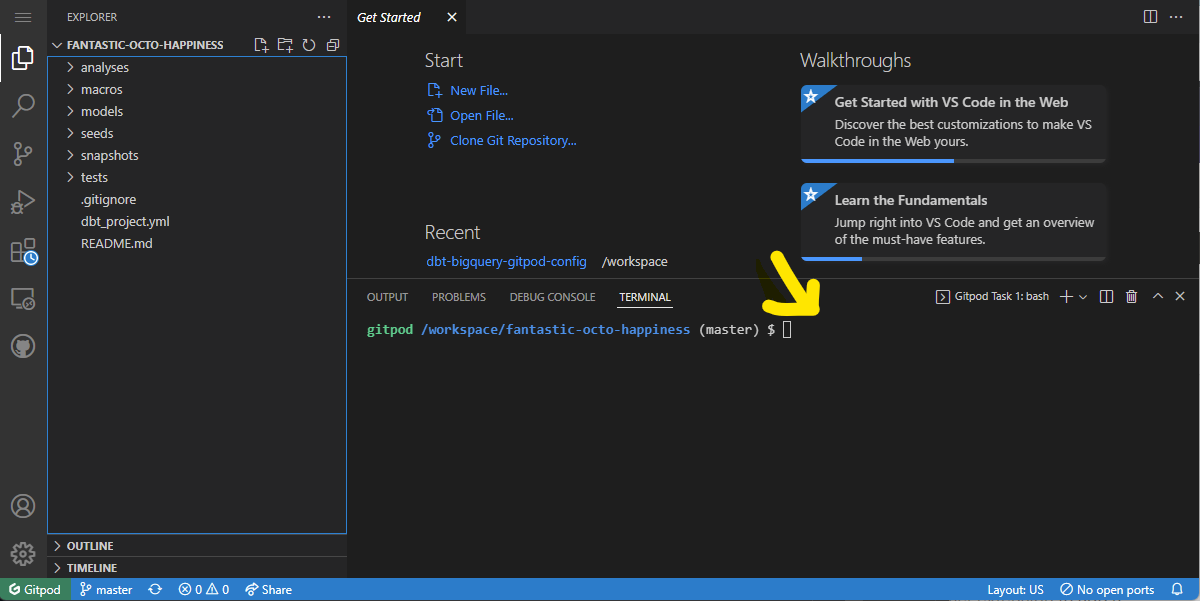 EXPLORER
FANTASTIC-OCTO-HAPPINESS
analyses
macros
models
seeds
snapshots
tests
.gitignore
dbt_project.yml
README.md
OUTLINE
TIMELINE
Get Started
Start
New File...
Open File...
Clone Git Repository...
Recent
dbt-bigquery-gitpod-config /workspace
Walkthroughs
Get Started with VS Code in the Web
Discover the best customizations to make VS
Code in the Web yours.
Learn the Fundamentals
Jump right into VS Code and get an overview
of the must-have features.
OUTPUT PROBLEMS DEBUG CONSOLE TERMINAL Gitpod Task 1: bash
gitpod /workspace/fantastic-octo-happiness (master) $
Gitpod master 0 0 Share Layout: US No open ports